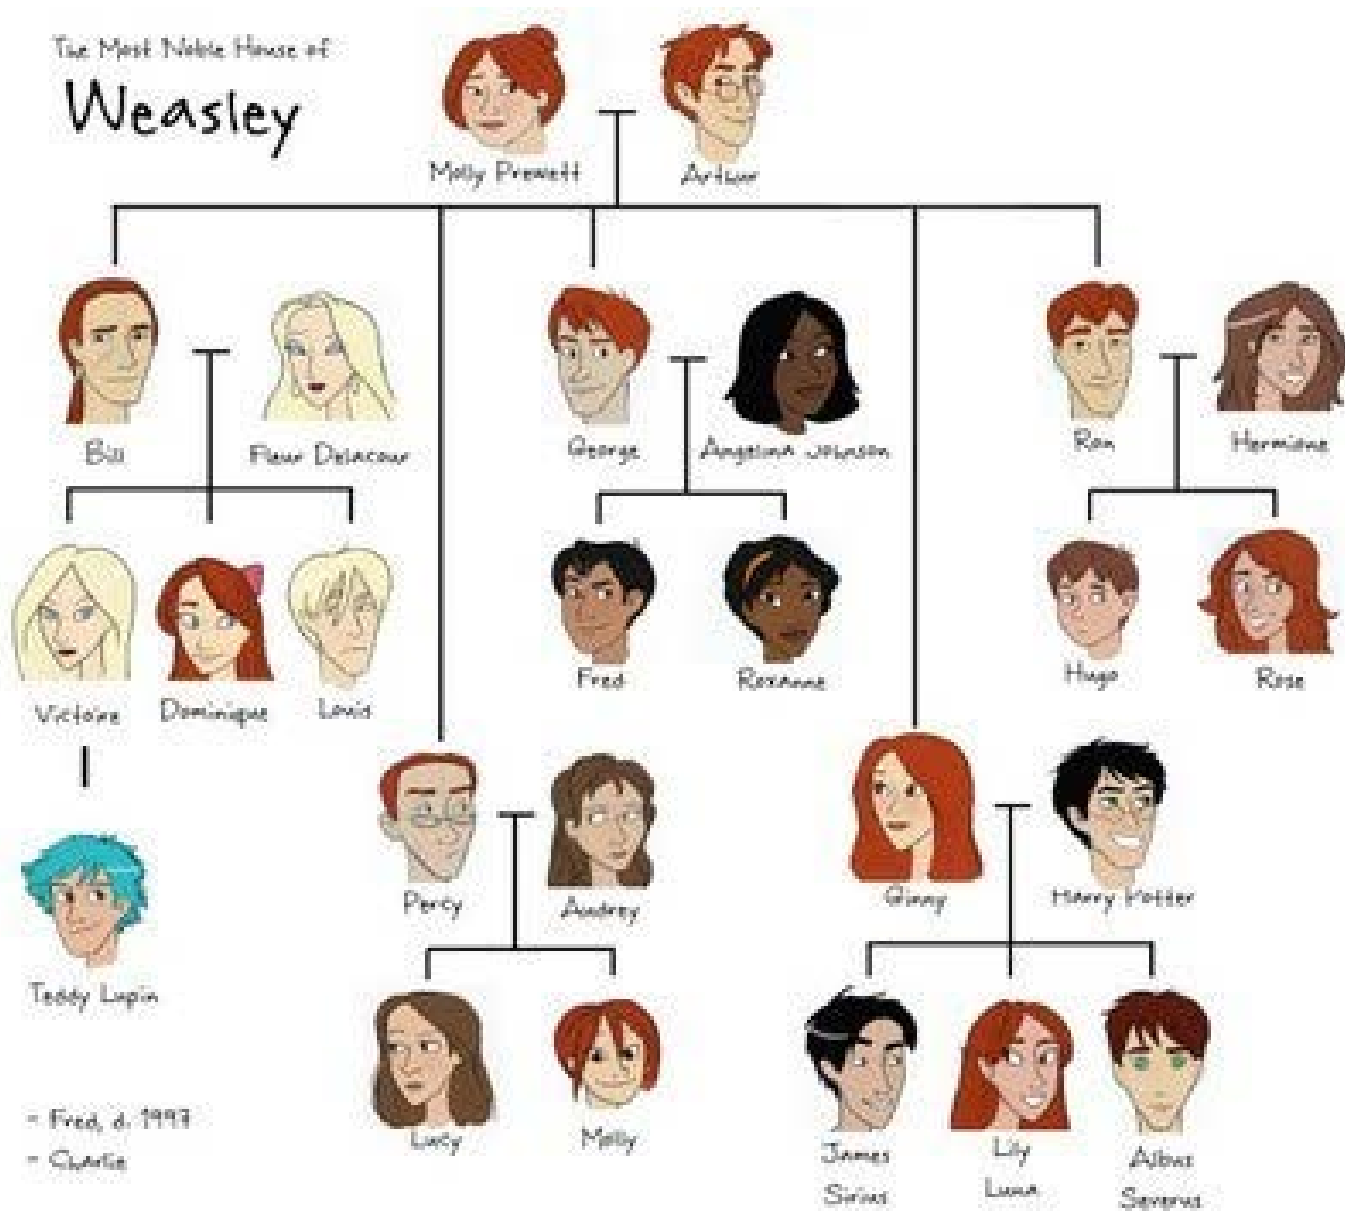 The Most Noble House of
Weasley
Molly Prewett
Arthur
Bill
Fleur Delacour
George
Angelina Johnson
Ron
Hermione
Victoire
Dominique
Louis
Fred
Roxanne
Hugo
Rose
Percy
Audrey
Ginny
Harry Potter
Teddy Lupin
Lucy
Molly
James
Sirius
Lily
Luna
Albus
Severus
- Fred, d. 1997
- Charlie